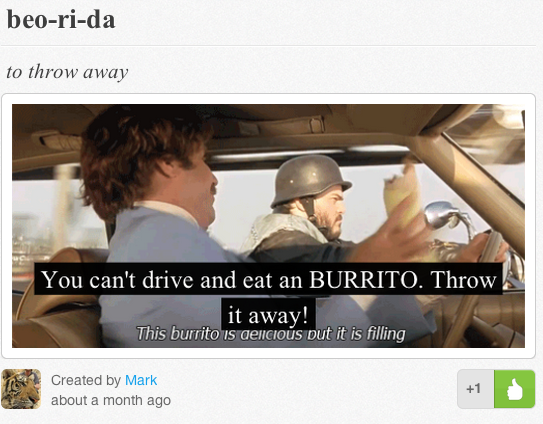 beo-ri-da
to throw away
You can't drive and eat an BURRITO. Throw
it away!
This burrito is delicious but it is filling
Created by Mark
about a month ago
+1